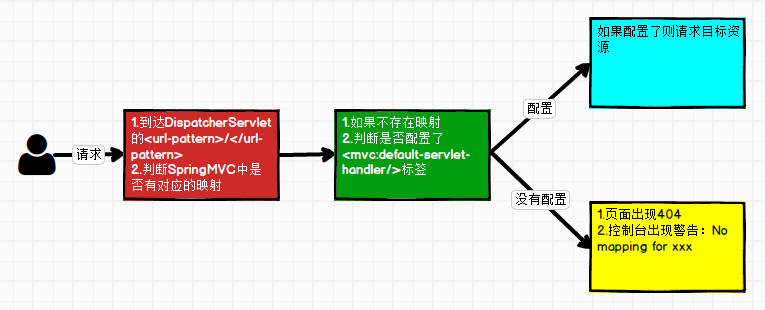 请求
1.到达DispatcherServlet
的<url-pattern>/</url-
pattern>
2.判断SpringMVC中是
否有对应的映射
1.如果不存在映射
2.判断是否配置了
<mvc:default-servlet-
handler/>标签
配置
如果配置了则请求目标资
源
没有配置
1.页面出现404
2.控制台出现警告：No
mapping for xxx